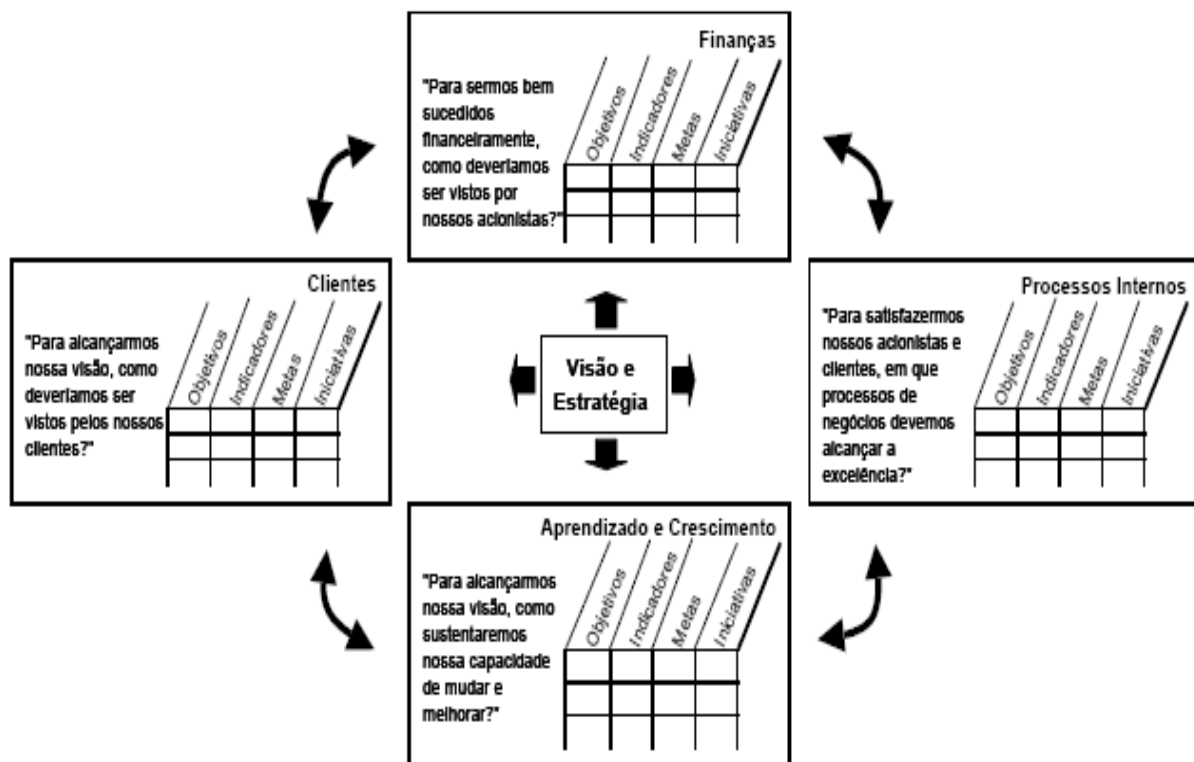 Finanças
"Para sermos bem
sucedidos
financeiramente,
como deveríamos
ser vistos por
nossos acionistas?"
Objetivos
Indicadores
Metas
Iniciativas
Clientes
"Para alcançarmos
nossa visão, como
deveríamos ser
vistos pelos nossos
clientes?"
Objetivos
Indicadores
Metas
Iniciativas
Visão e
Estratégia
Processos Internos
"Para satisfazermos
nossos acionistas e
clientes, em que
processos de
negócios devemos
alcançar a
excelência?"
Objetivos
Indicadores
Metas
Iniciativas
Aprendizado e Crescimento
"Para alcançarmos
nossa visão, como
sustentaremos
nossa capacidade
de mudar e
melhorar?"
Objetivos
Indicadores
Metas
Iniciativas